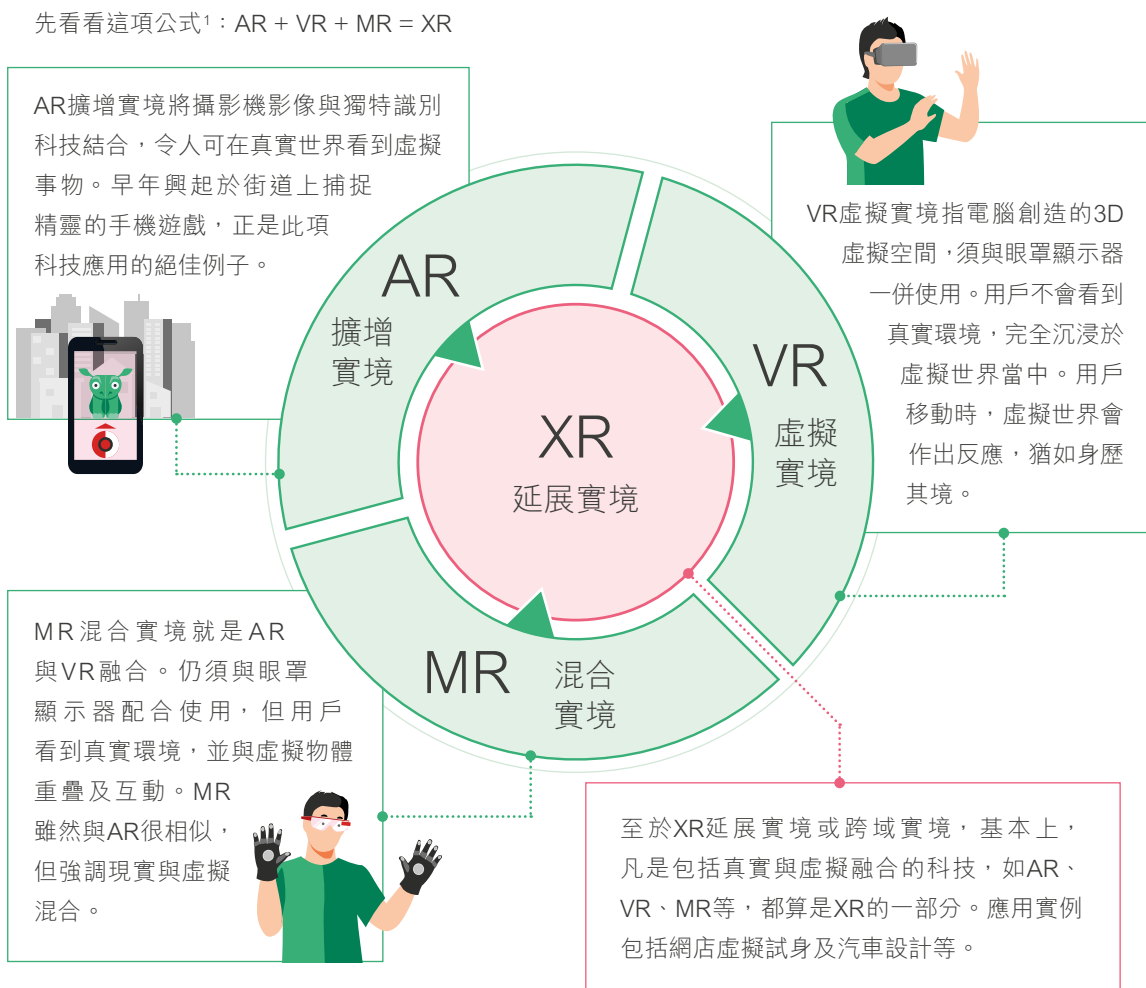 先看看這項公式¹：AR + VR + MR = XR
AR擴增實境將攝影機影像與獨特識別
科技結合，令人可在真實世界看到虛擬
事物。早年興起於街道上捕捉
精靈的手機遊戲，正是此項
科技應用的絕佳例子。
VR虛擬實境指電腦創造的3D
虛擬空間，須與眼罩顯示器
一併使用。用戶不會看到
真實環境，完全沉浸於
虛擬世界當中。用戶
移動時，虛擬世界會
作出反應，猶如身歷
其境。
AR
擴增
實境
VR
虛擬
實境
XR
延展實境
MR
混合
實境
MR混合實境就是AR
與VR融合。仍須與眼罩
顯示器配合使用，但用戶
看到真實環境，並與虛擬物體
重疊及互動。MR
雖然與AR很相似，
但強調現實與虛擬
混合。
至於XR延展實境或跨域實境，基本上，
凡是包括真實與虛擬融合的科技，如AR、
VR、MR等，都算是XR的一部分。應用實例
包括網店虛擬試身及汽車設計等。